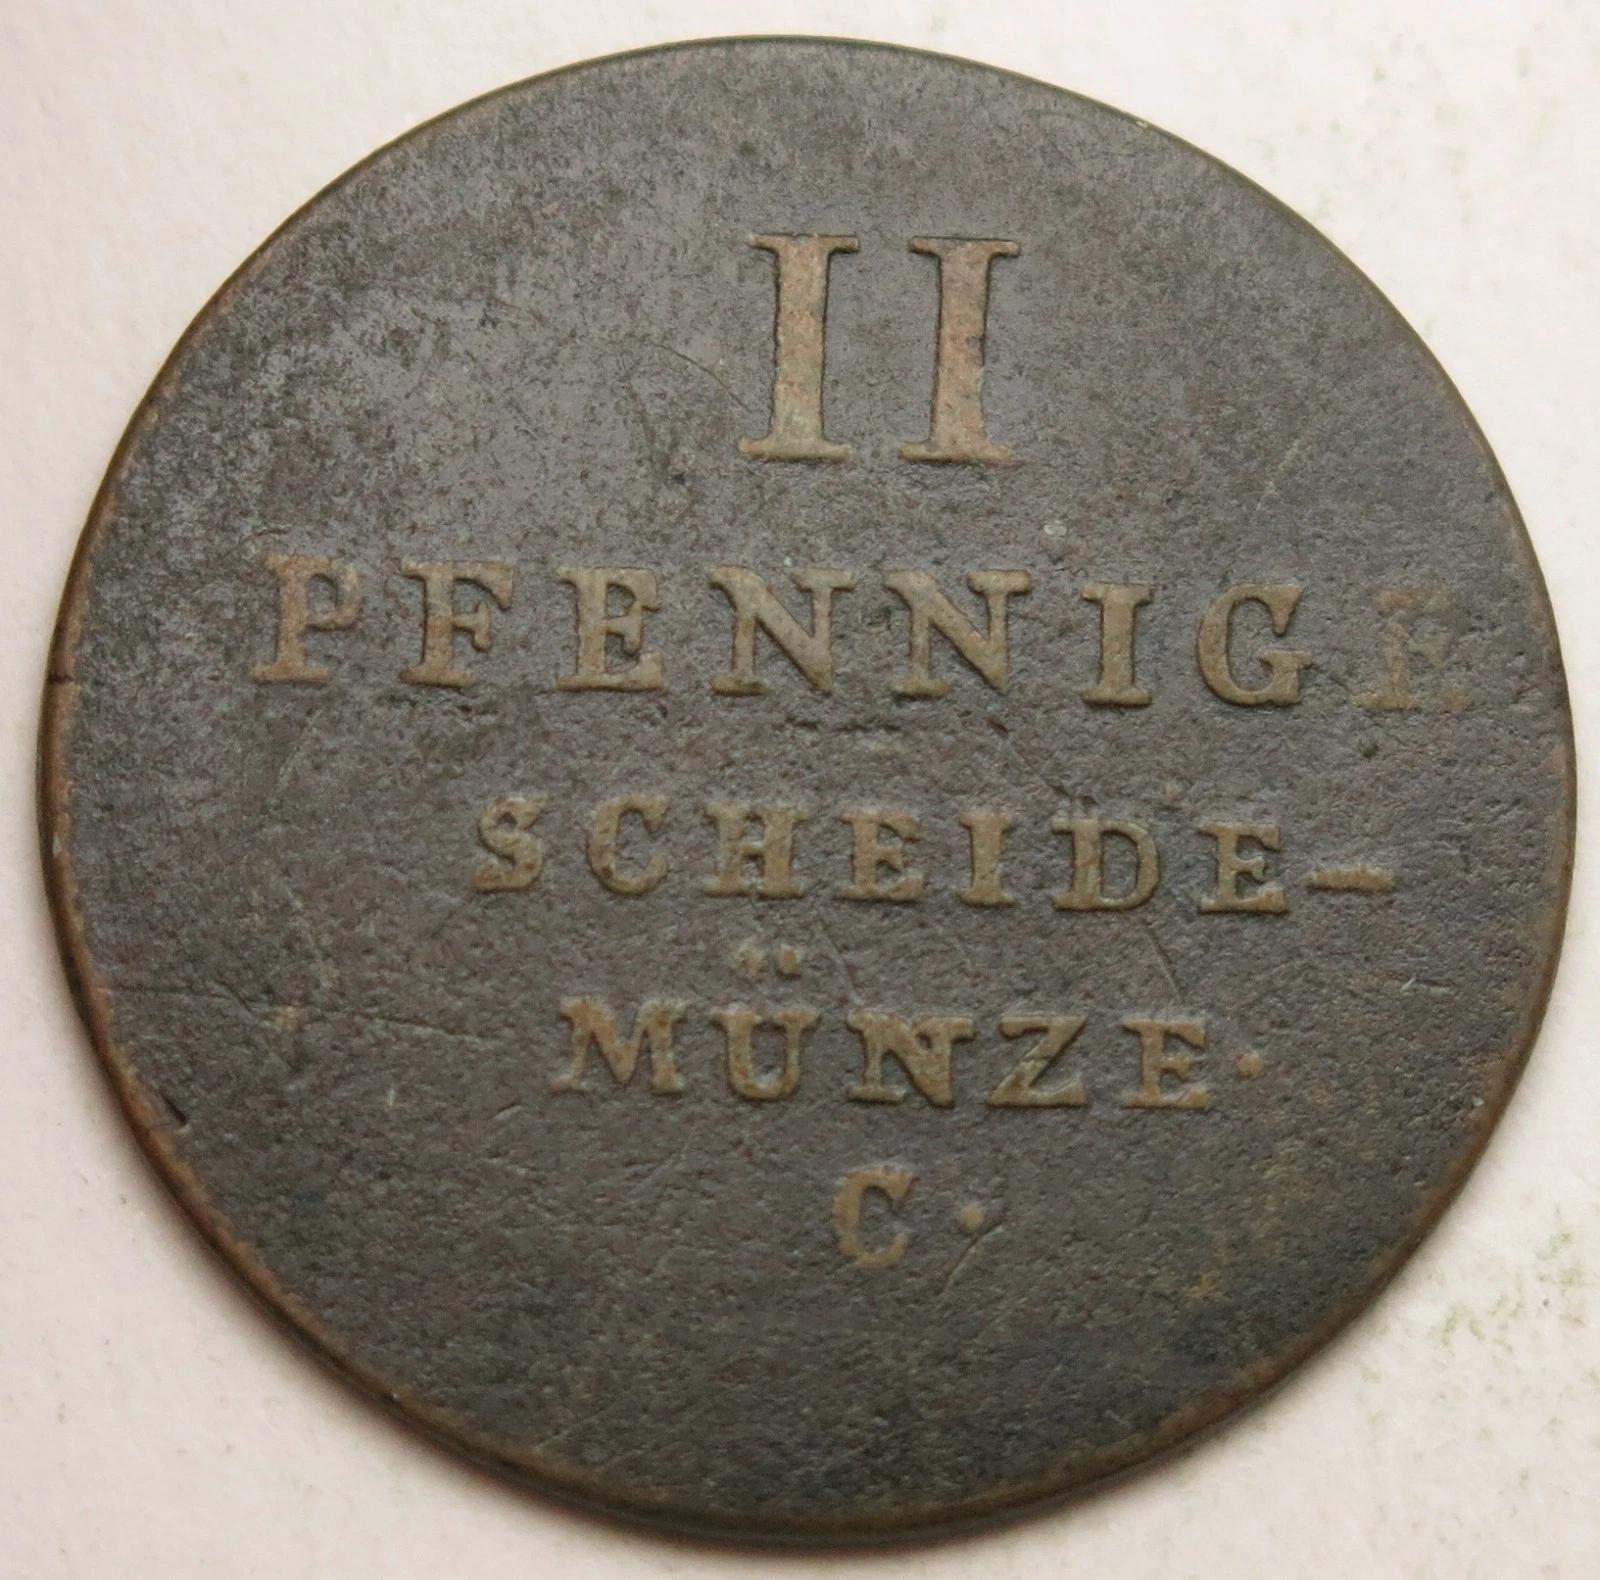 II
PFENNIGE
SCHEIDE-
MÜNZE.
C.